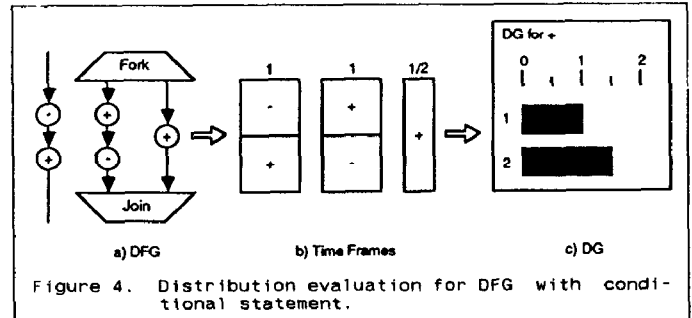 Fork
-
+
+
-
+
Join
a) DFG
1 1 1/2
- + +
+ -
b) Time Frames
DG for +
0 1 2
1
2
c) DG
Figure 4. Distribution evaluation for DFG with condi-
tional statement.